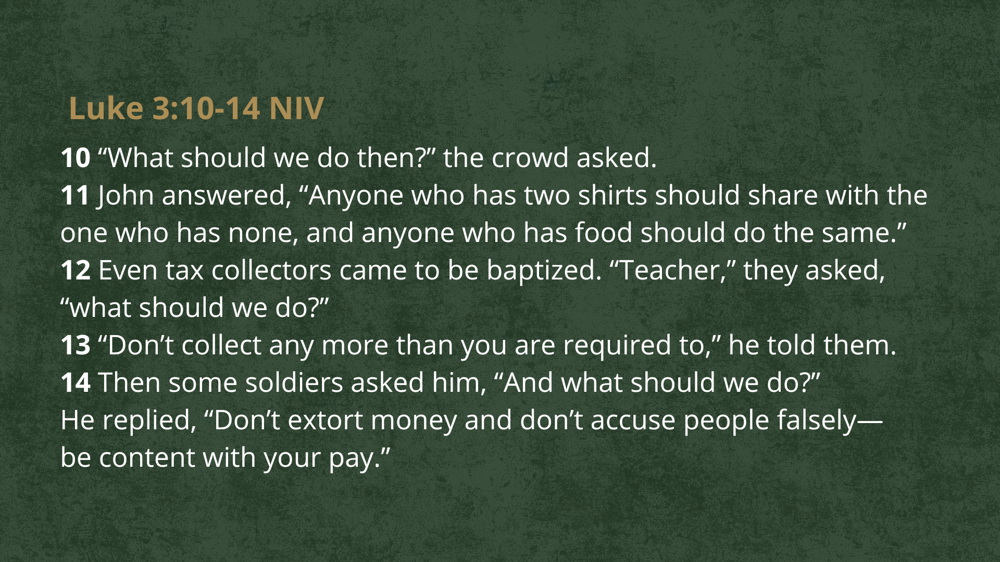 Luke 3:10-14 NIV
10 “What should we do then?” the crowd asked.
11 John answered, “Anyone who has two shirts should share with the
one who has none, and anyone who has food should do the same.”
12 Even tax collectors came to be baptized. “Teacher,” they asked,
“what should we do?”
13 “Don’t collect any more than you are required to,” he told them.
14 Then some soldiers asked him, “And what should we do?”
He replied, “Don’t extort money and don’t accuse people falsely—
be content with your pay.”